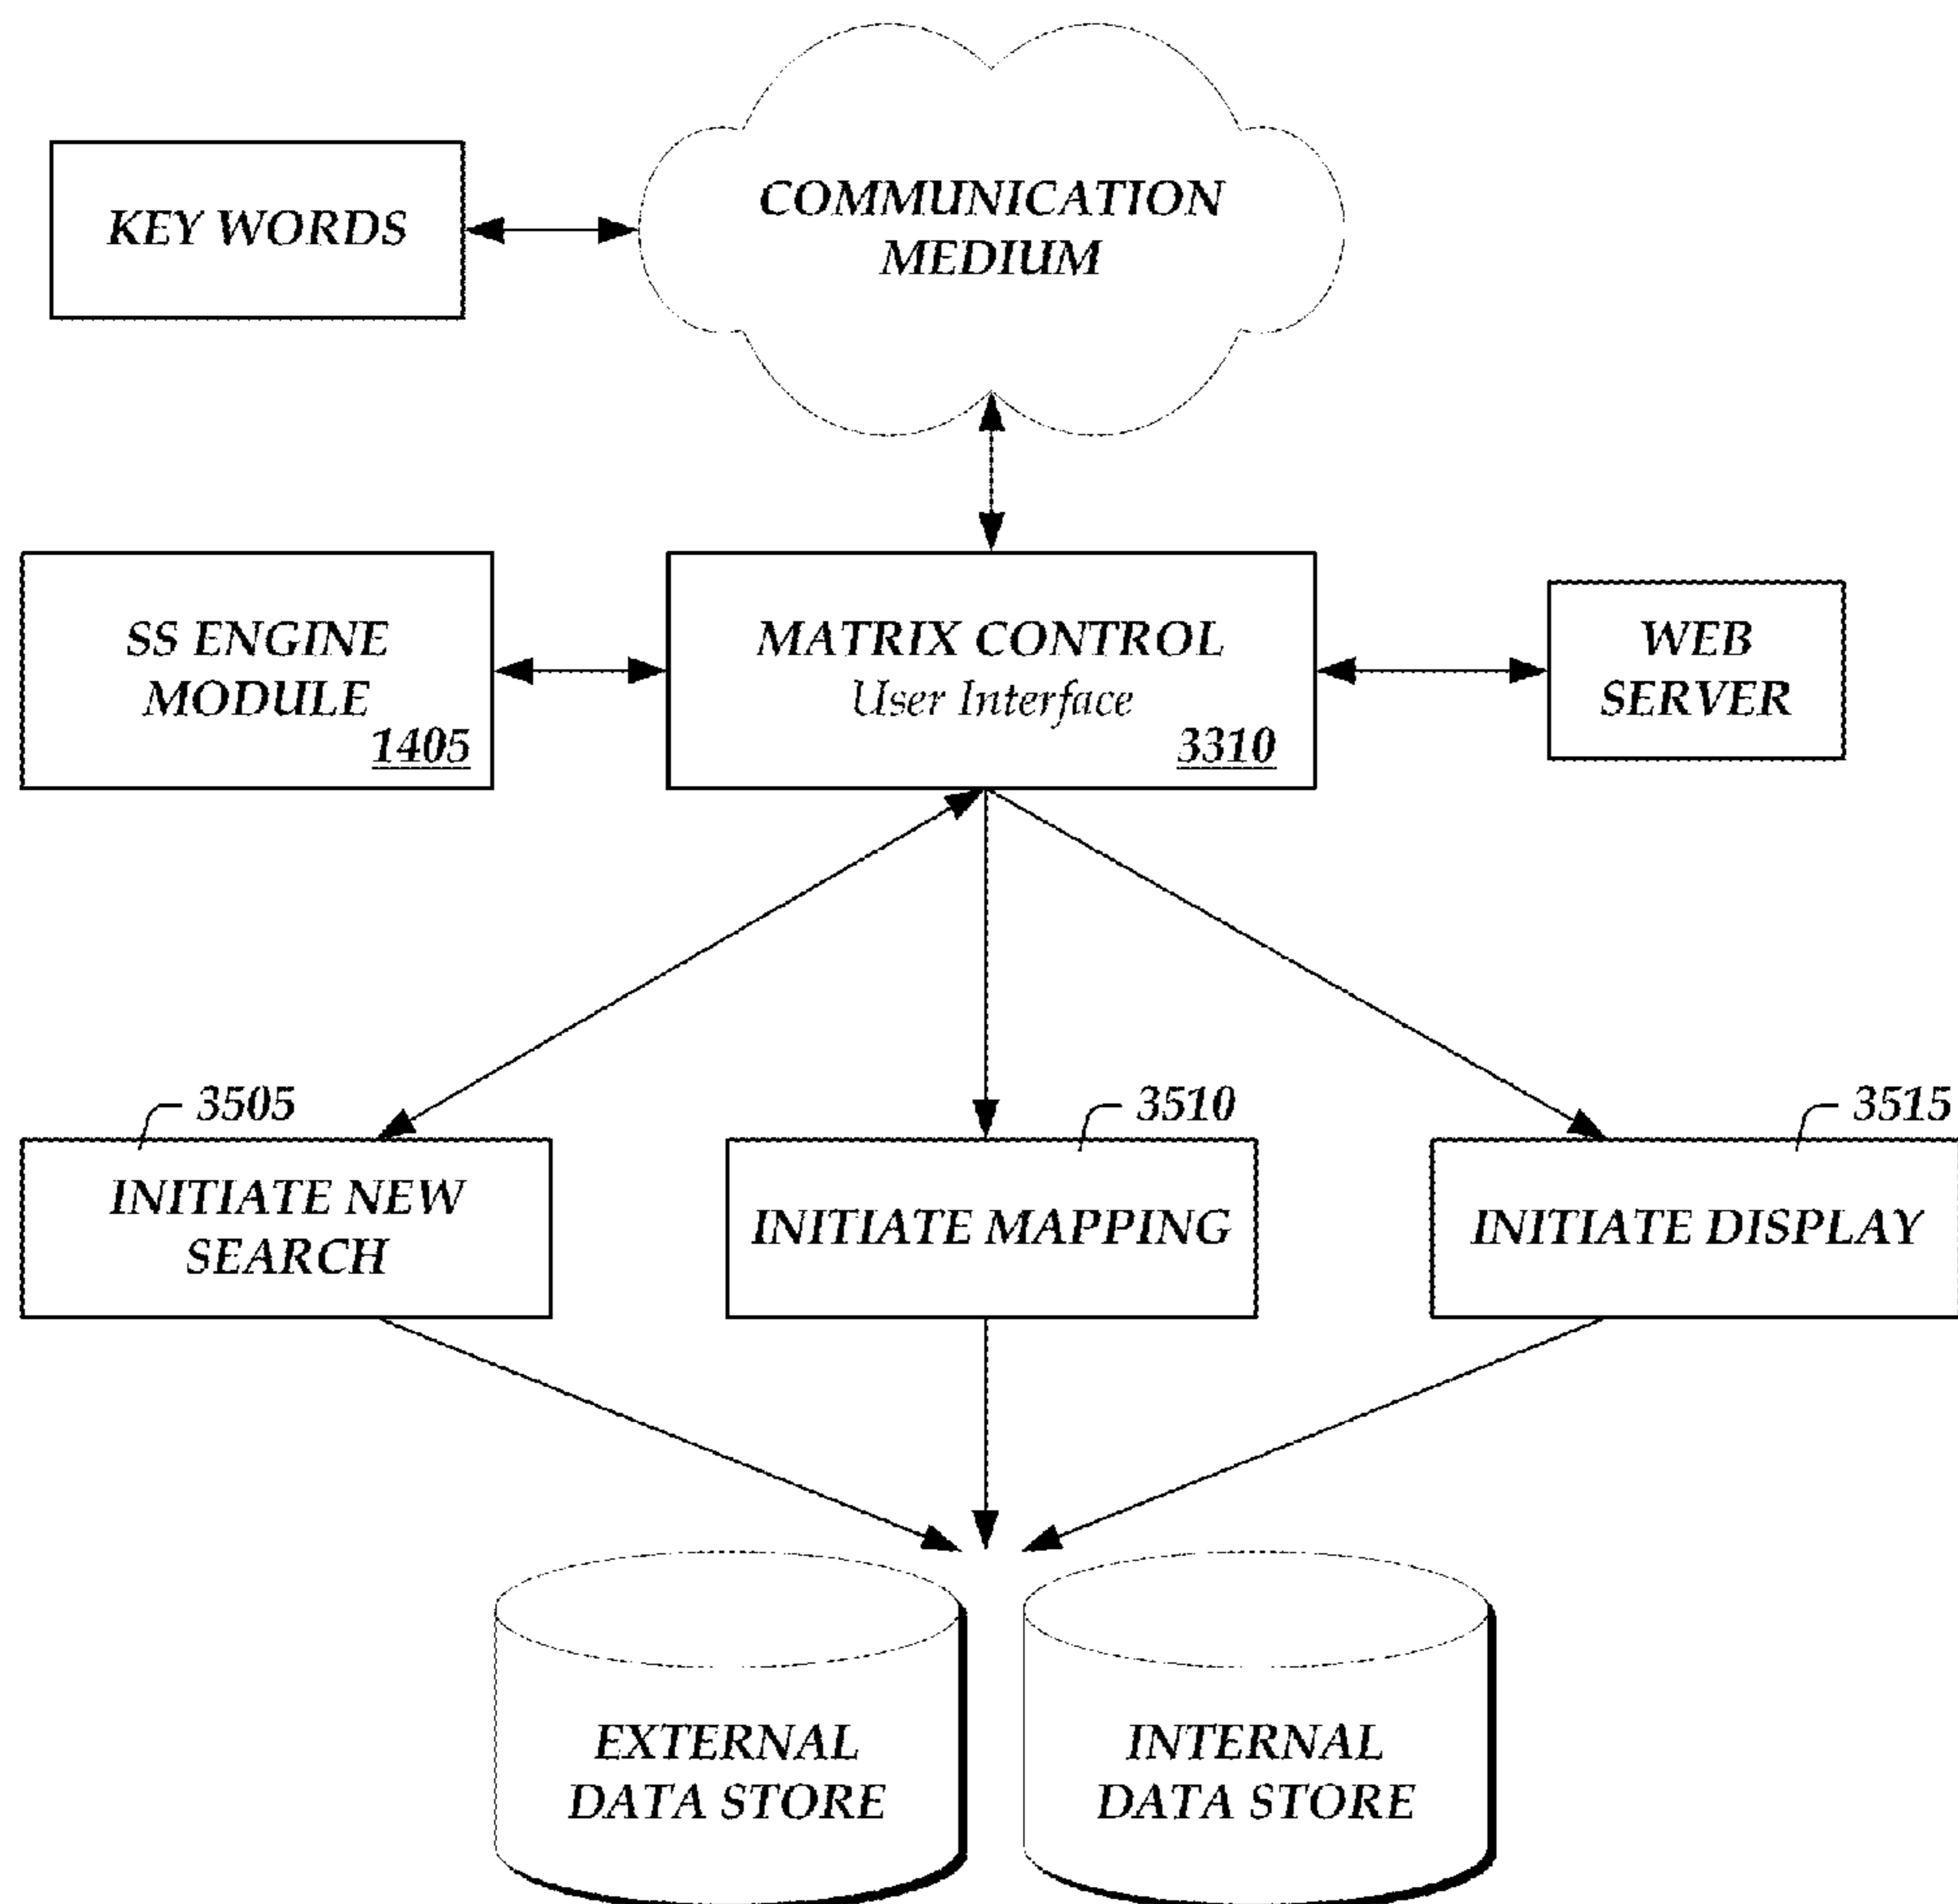 COMMUNICATION
MEDIUM
KEY WORDS
SS ENGINE
MODULE
1405
MATRIX CONTROL
User Interface
3310
WEB
SERVER
3505
INITIATE NEW
SEARCH
3510
INITIATE MAPPING
3515
INITIATE DISPLAY
EXTERNAL
DATA STORE
INTERNAL
DATA STORE